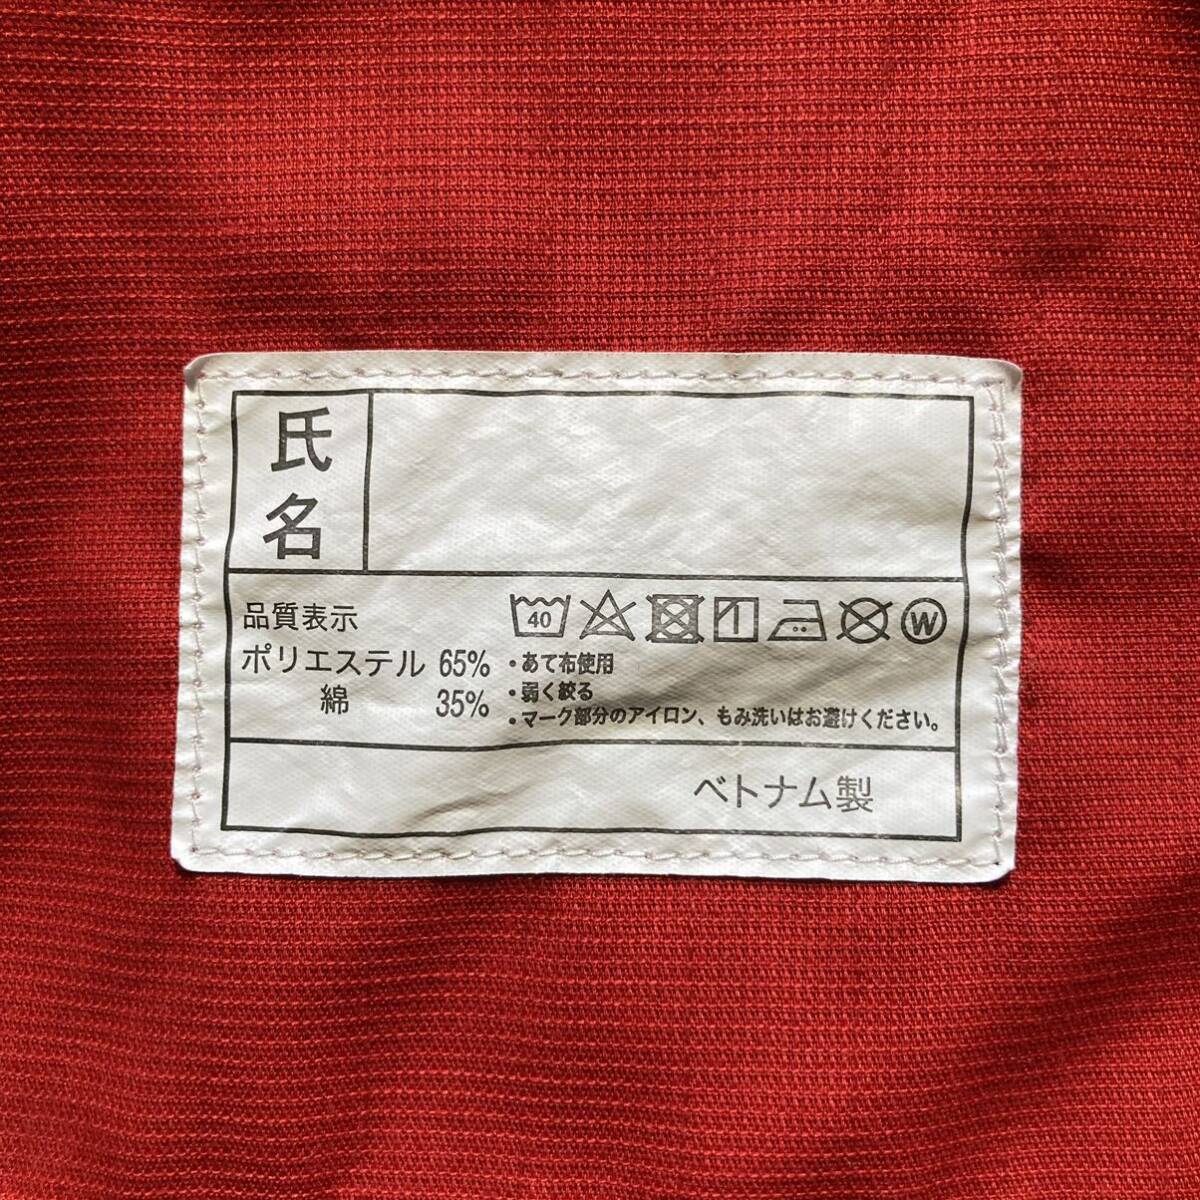 氏名
品質表示
ポリエステル 65%
綿 35%
40
W
・あて布使用
・弱く絞る
・マーク部分のアイロン、もみ洗いはお避けください。
ベトナム製